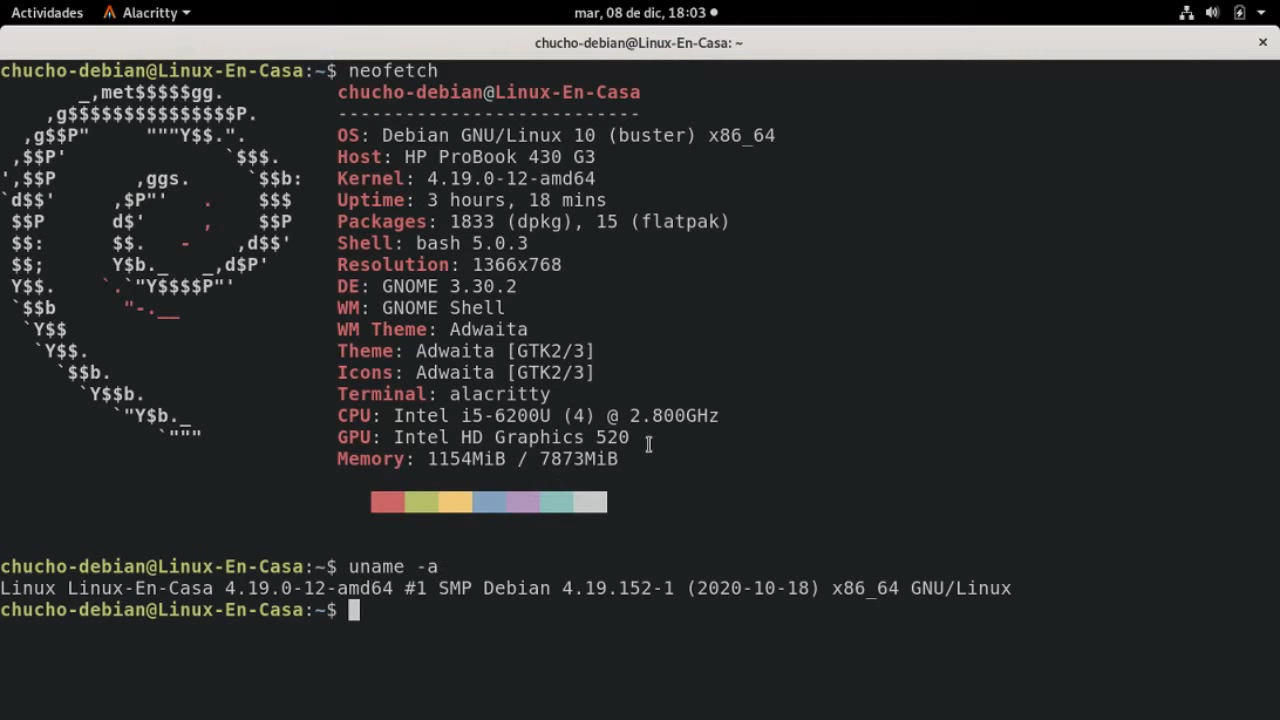 Actividades Alacritty mar, 08 de dic, 18:03
chucho-debian@Linux-En-Casa: ~
chucho-debian@Linux-En-Casa:~$ neofetch
_,met$$$$$gg. chucho-debian@Linux-En-Casa
,g$$$$$$$$$$$$$$$P. ---------------------------
,g$$P" """Y$$.". OS: Debian GNU/Linux 10 (buster) x86_64
,$$P' `$$$. Host: HP ProBook 430 G3
',$$P ,ggs. `$$b: Kernel: 4.19.0-12-amd64
`d$$' ,$P"' . $$$ Uptime: 3 hours, 18 mins
$$P d$' , $$P Packages: 1833 (dpkg), 15 (flatpak)
$$: $$. - ,d$$' Shell: bash 5.0.3
$$; Y$b._ _,d$P' Resolution: 1366x768
Y$$. `.`"Y$$$$P"' DE: GNOME 3.30.2
`$$b "-.__ WM: GNOME Shell
`Y$$ WM Theme: Adwaita
`Y$$. Theme: Adwaita [GTK2/3]
`$$b. Icons: Adwaita [GTK2/3]
`Y$$b. Terminal: alacritty
`"Y$b._ CPU: Intel i5-6200U (4) @ 2.800GHz
`""" GPU: Intel HD Graphics 520
Memory: 1154MiB / 7873MiB
chucho-debian@Linux-En-Casa:~$ uname -a
Linux Linux-En-Casa 4.19.0-12-amd64 #1 SMP Debian 4.19.152-1 (2020-10-18) x86_64 GNU/Linux
chucho-debian@Linux-En-Casa:~$